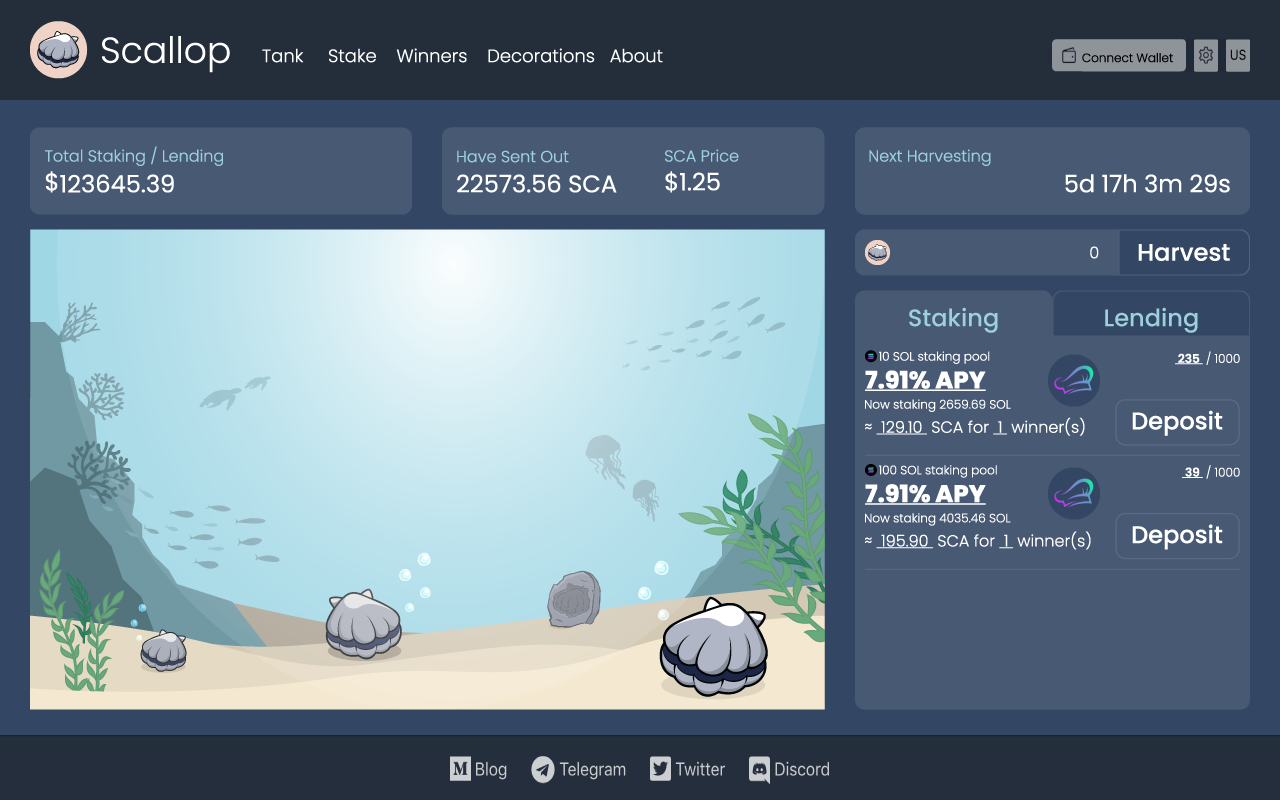 Scallop Tank Stake Winners Decorations About Connect Wallet US
Total Staking / Lending
$123645.39
Have Sent Out
22573.56 SCA
SCA Price
$1.25
Next Harvesting
5d 17h 3m 29s
0 Harvest
Staking Lending
10 SOL staking pool 235 / 1000
7.91% APY
Now staking 2659.69 SOL
≈ 129.10 SCA for 1 winner(s)
Deposit
100 SOL staking pool 39 / 1000
7.91% APY
Now staking 4035.46 SOL
≈ 195.90 SCA for 1 winner(s)
Deposit
M Blog Telegram Twitter Discord